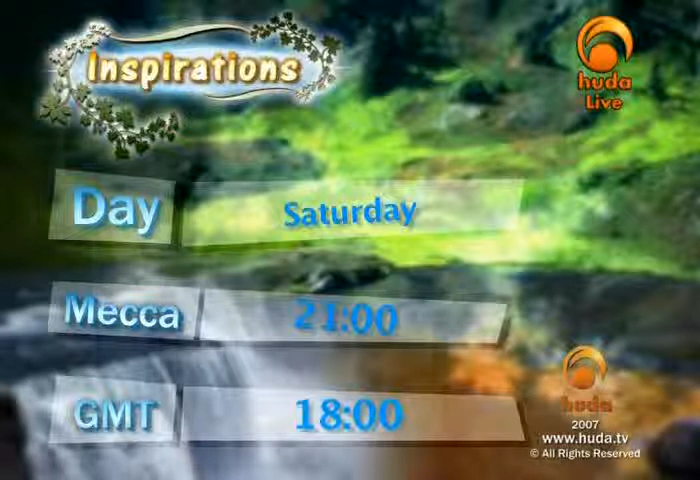 Inspirations
huda
Live
Day
Saturday
Mecca
21:00
GMT
18:00
huda
2007
www.huda.tv
© All Rights Reserved